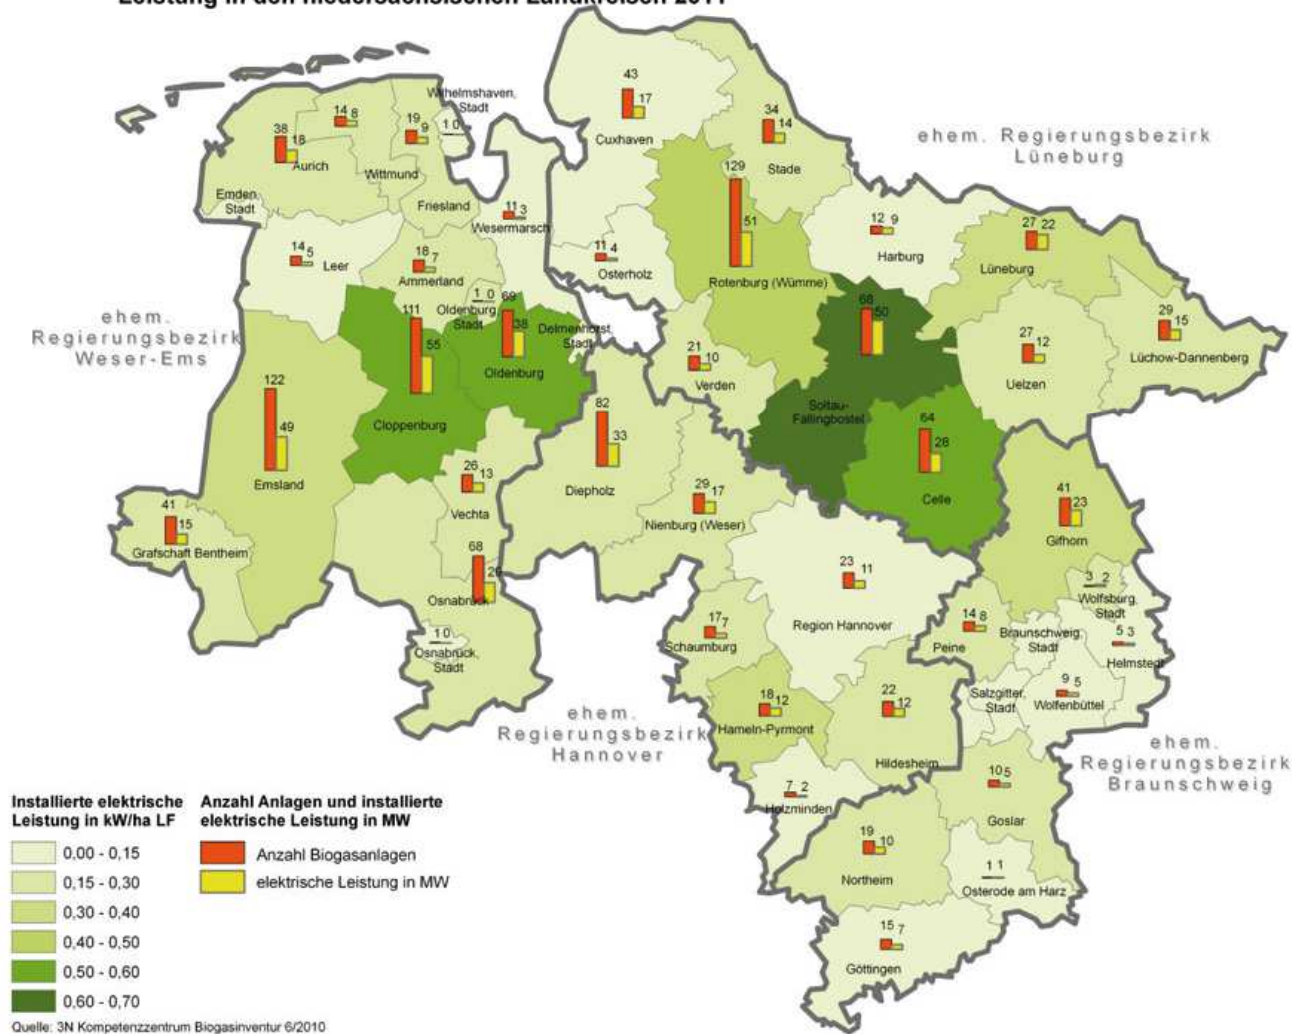 Leistung in den niedersächsischen Landkreisen 2011
Wilhelmshaven,
Stadt
1 0
43
17
Cuxhaven
34
14
Stade
ehem. Regierungsbezirk
Lüneburg
38
18
Aurich
14
8
Wittmund
19
9
Friesland
Emden,
Stadt
11
3
Wesermarsch
129
51
Rotenburg (Wümme)
12
9
Harburg
27
22
Lüneburg
14
5
Leer
18
7
Ammerland
11
4
Osterholz
1 0
Oldenburg
Stadt
69
38
Oldenburg
Delmenhorst,
Stadt
ehem.
Regierungsbezirk
Weser-Ems
111
55
Cloppenburg
68
50
Soltau-
Fallingbostel
29
15
Lüchow-Dannenberg
27
12
Uelzen
21
10
Verden
122
49
Emsland
82
33
Diepholz
64
28
Celle
26
13
Vechta
29
17
Nienburg (Weser)
41
23
Gifhorn
41
15
Grafschaft Bentheim
68
26
Osnabrück
23
11
Region Hannover
3
2
Wolfsburg,
Stadt
1 0
Osnabrück,
Stadt
17
7
Schaumburg
14
8
Peine
Braunschweig,
Stadt
5
3
Helmstedt
18
12
Hameln-Pyrmont
22
12
Hildesheim
Salzgitter,
Stadt
9
5
Wolfenbüttel
ehem.
Regierungsbezirk
Hannover
ehem.
Regierungsbezirk
Braunschweig
7
2
Holzminden
10
5
Goslar
19
10
Northeim
1 1
Osterode am Harz
15
7
Göttingen
Installierte elektrische
Leistung in kW/ha LF
0,00 - 0,15
0,15 - 0,30
0,30 - 0,40
0,40 - 0,50
0,50 - 0,60
0,60 - 0,70
Anzahl Anlagen und installierte
elektrische Leistung in MW
Anzahl Biogasanlagen
elektrische Leistung in MW
Quelle: 3N Kompetenzzentrum Biogasinventur 6/2010